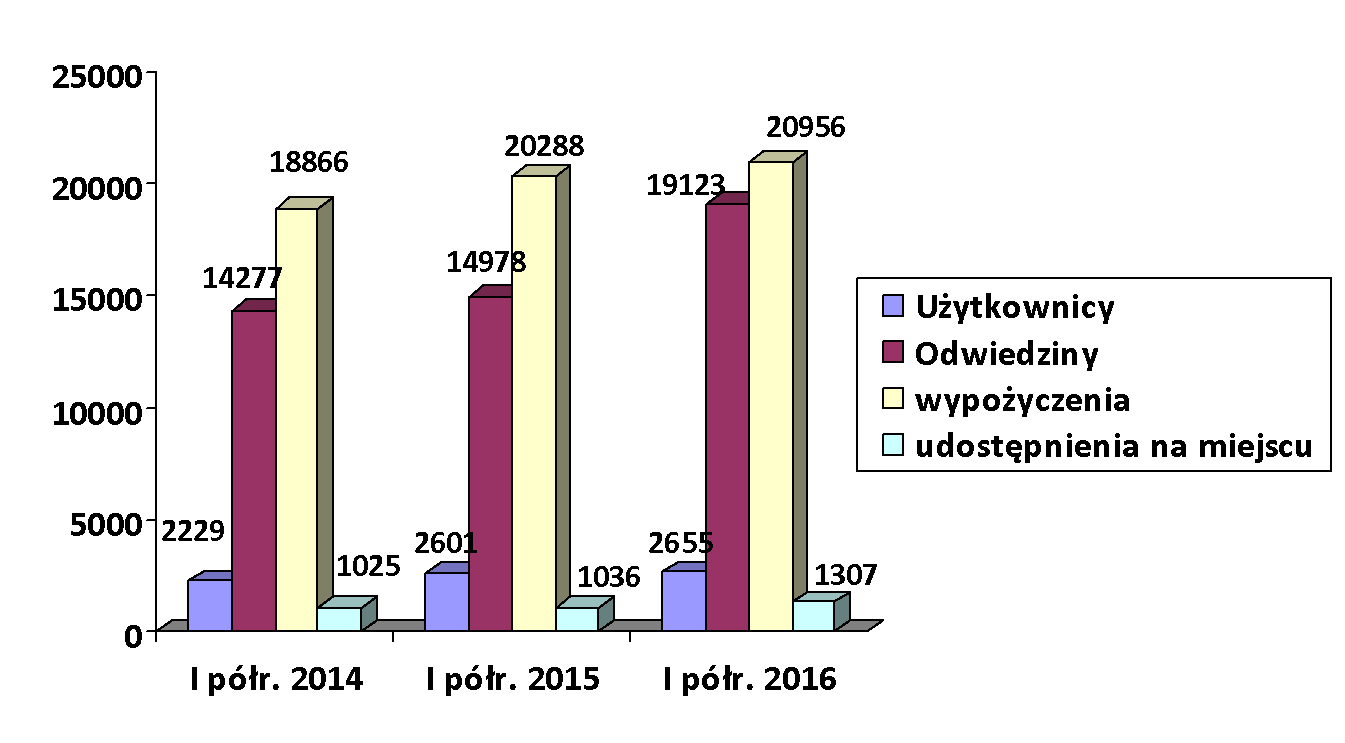 25000
20000
15000
10000
5000
0
2229
14277
18866
1025
2601
14978
20288
1036
2655
19123
20956
1307
I półr. 2014
I półr. 2015
I półr. 2016
Użytkownicy
Odwiedziny
wypożyczenia
udostępnienia na miejscu